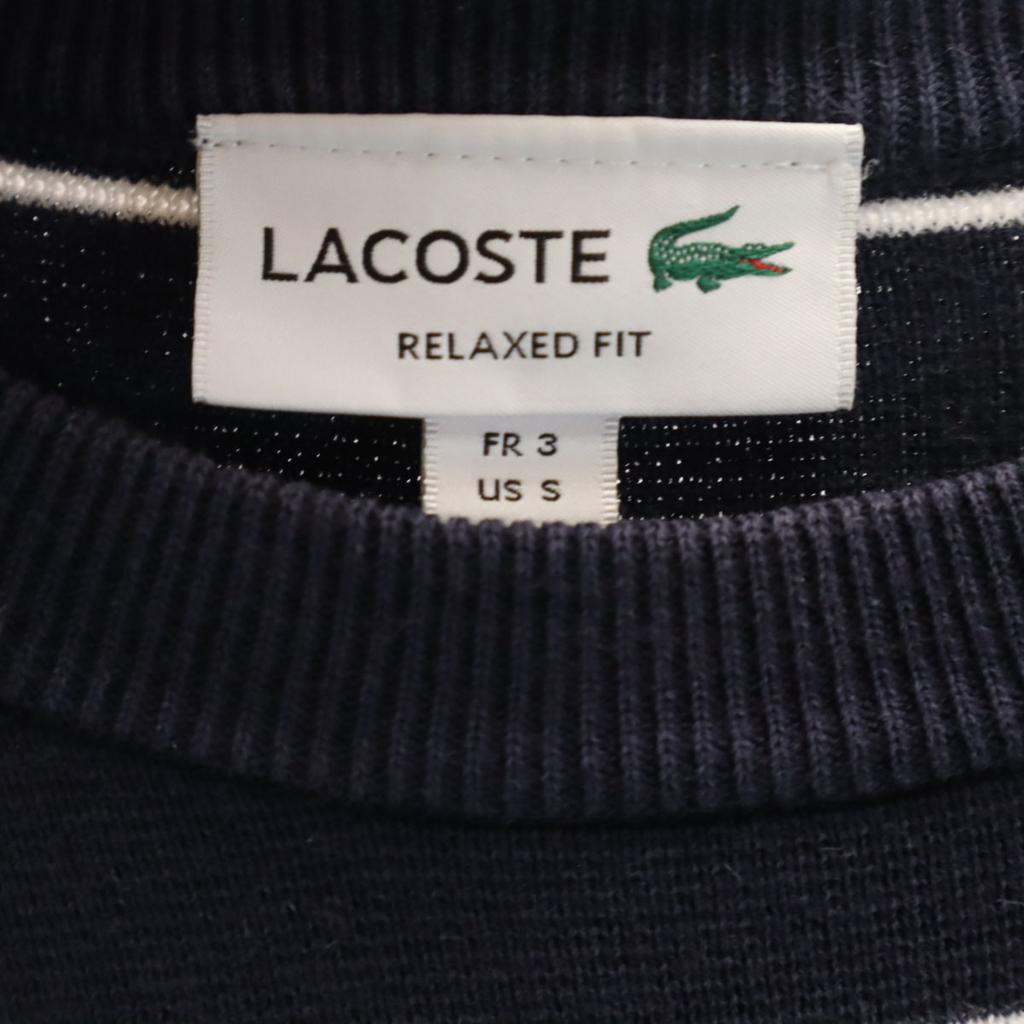 LACOSTE
RELAXED FIT
FR 3
US S